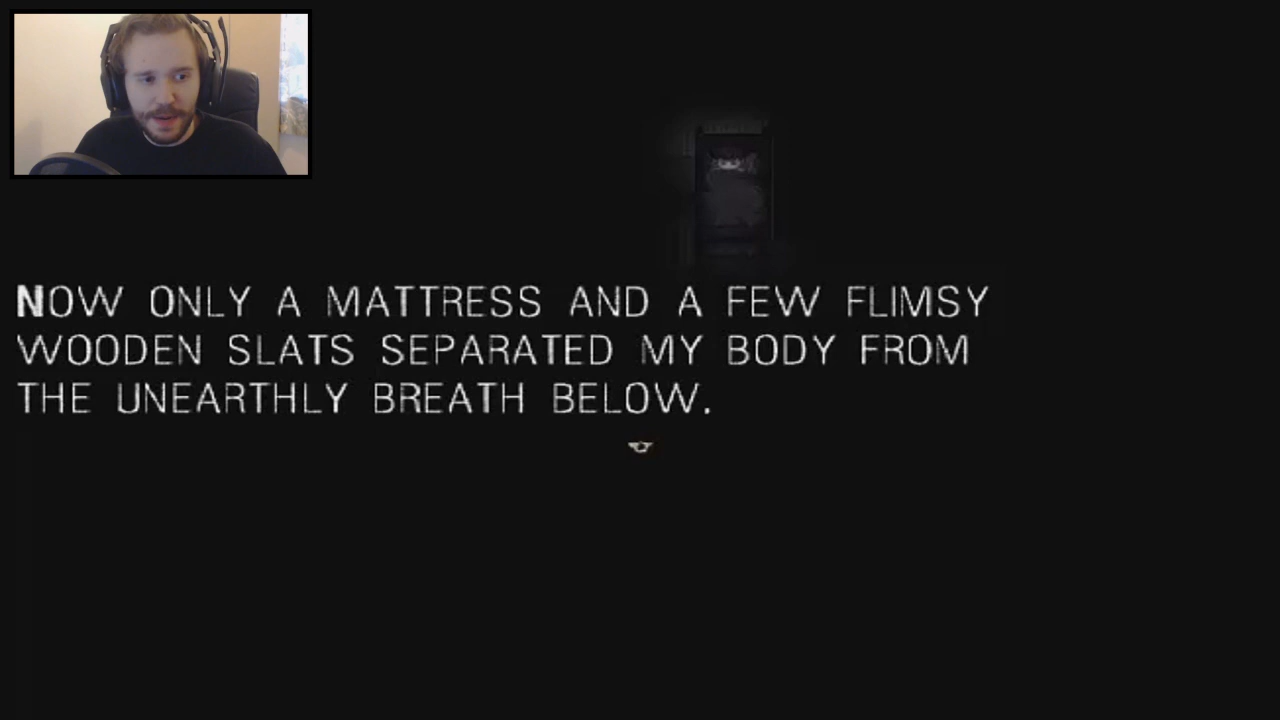 NOW ONLY A MATTRESS AND A FEW FLIMSY
WOODEN SLATS SEPARATED MY BODY FROM
THE UNEARTHLY BREATH BELOW.